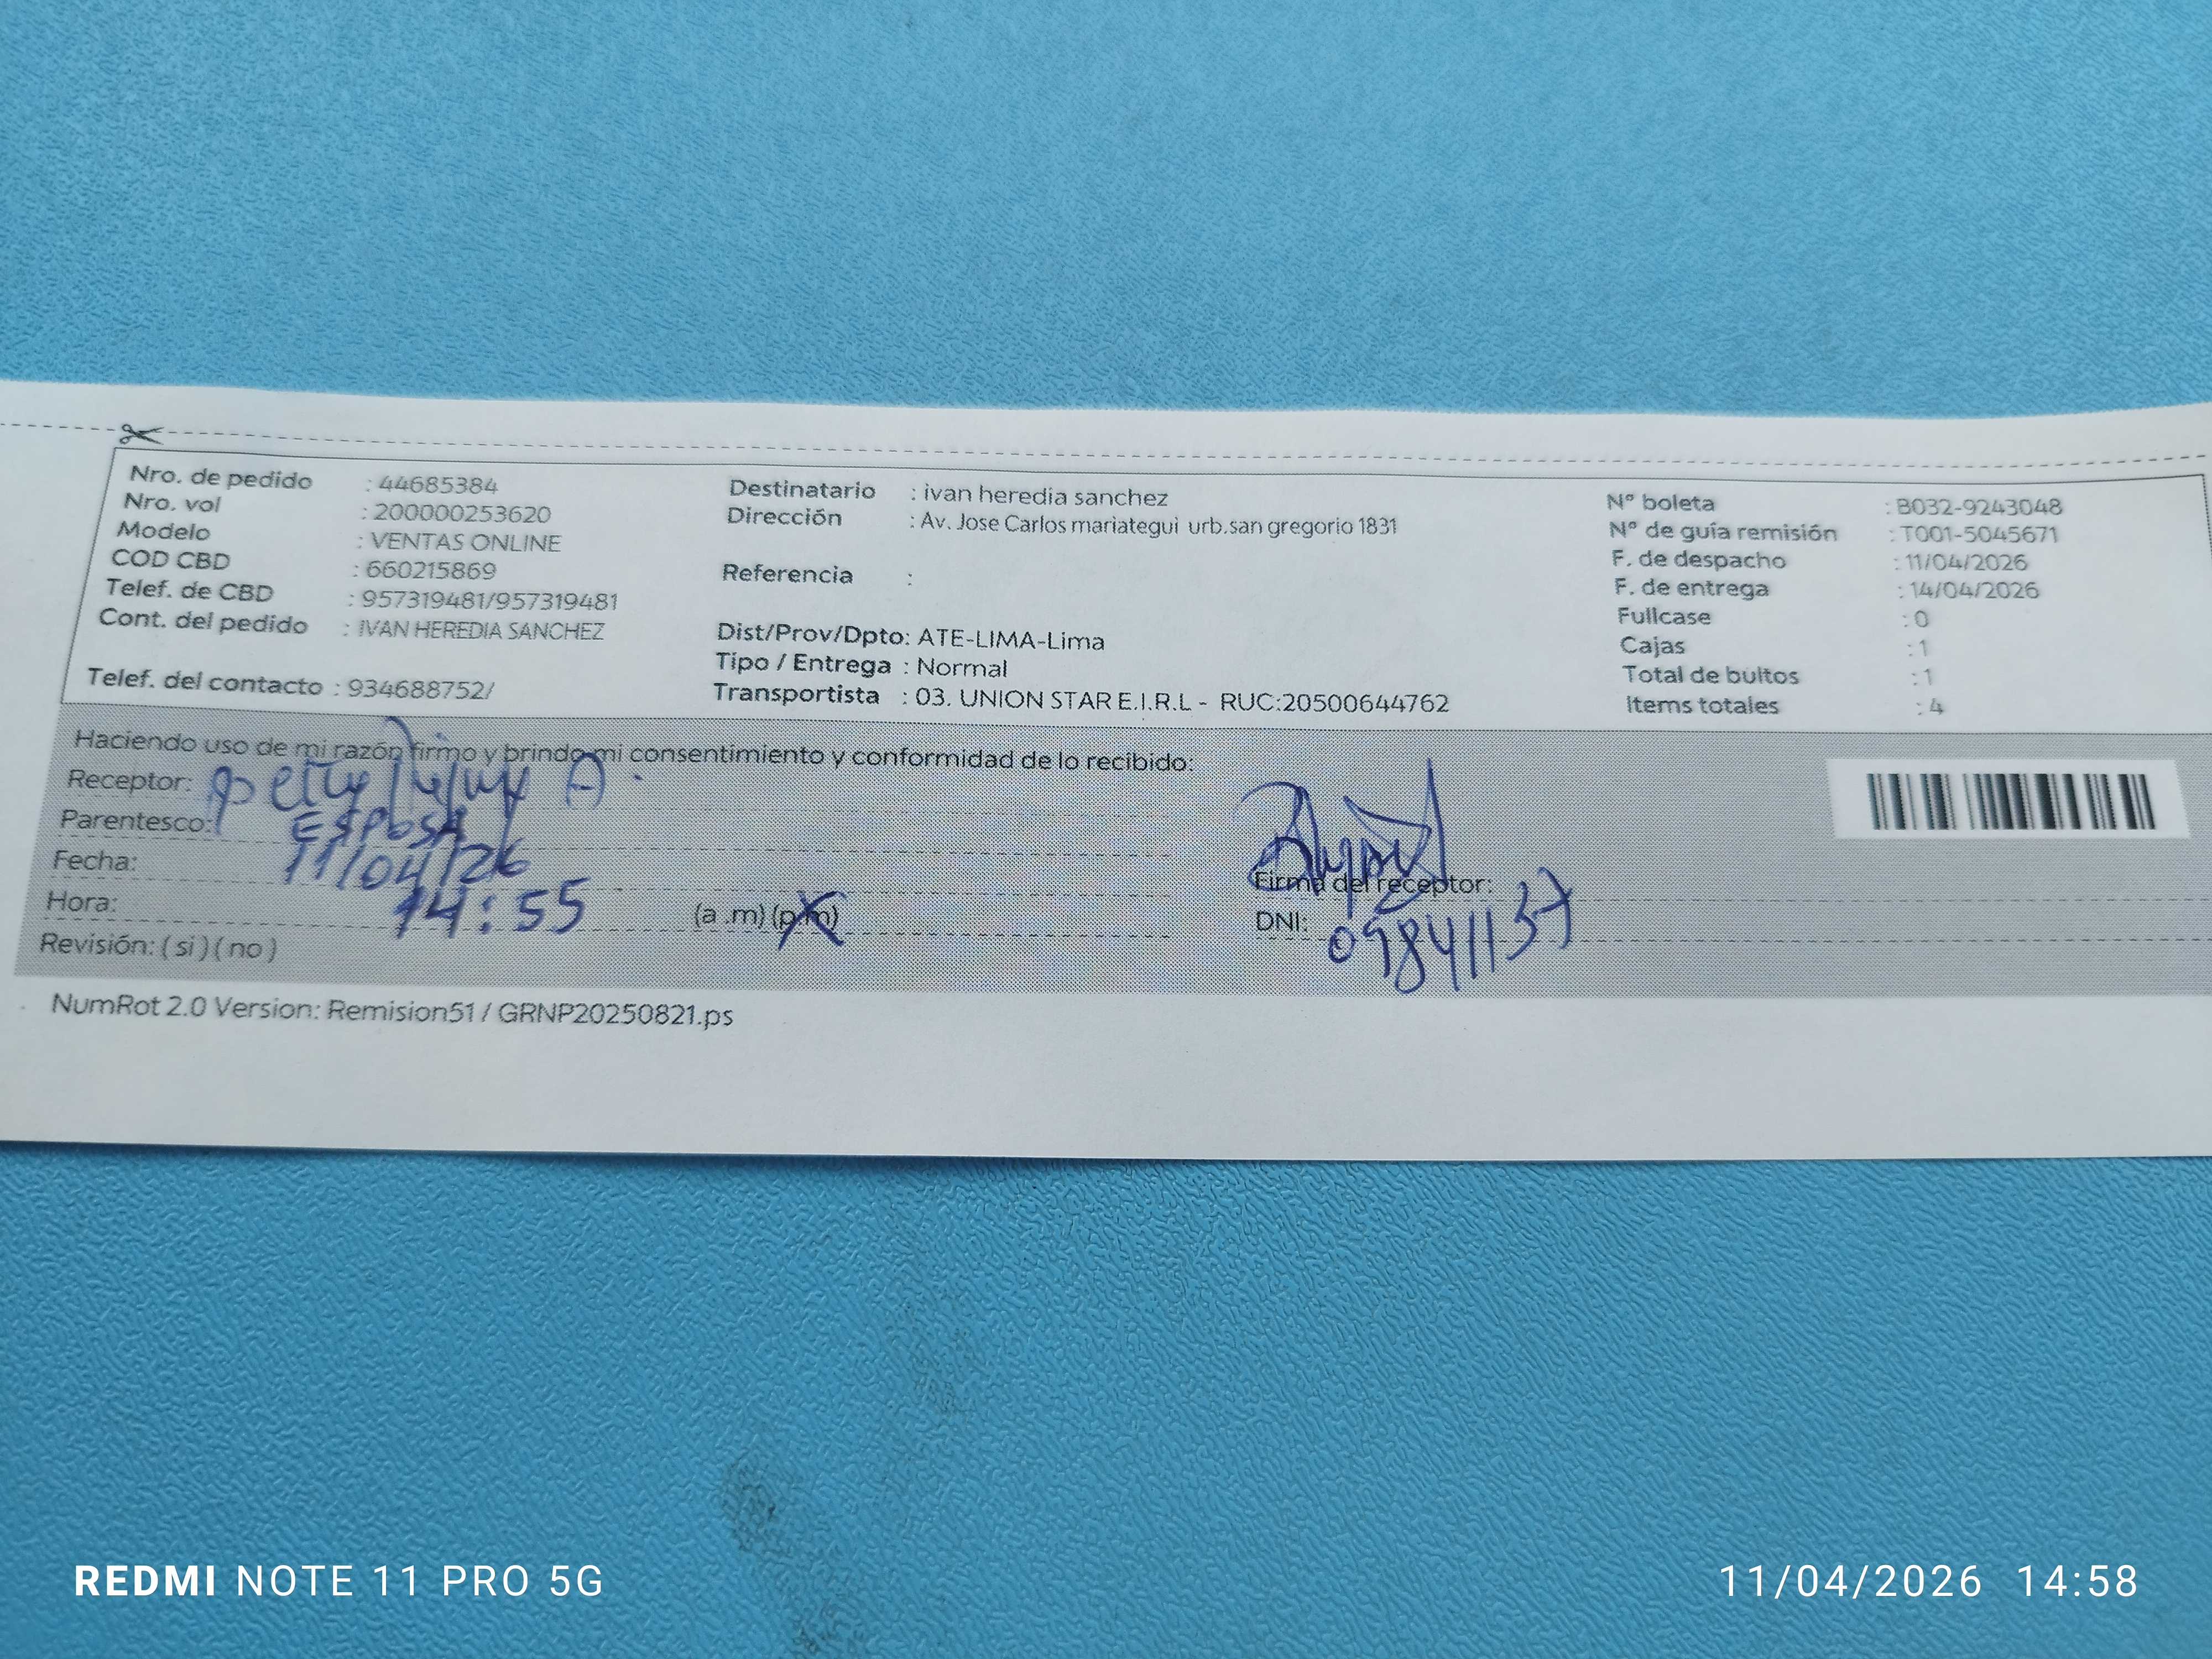 Nro. de pedido : 44685384
Nro. vol : 200000253620
Modelo : VENTAS ONLINE
COD CBD : 660215869
Telef. de CBD : 957319481/957319481
Cont. del pedido : IVAN HEREDIA SANCHEZ
Telef. del contacto : 934688752/
Destinatario : ivan heredia sanchez
Dirección : Av. Jose Carlos mariategui urb.san gregorio 1831
Referencia :
Dist/Prov/Dpto: ATE-LIMA-Lima
Tipo / Entrega : Normal
Transportista : 03. UNION STAR E.I.R.L - RUC:20500644762
N° boleta : B032-9243048
N° de guía remisión : T001-5045671
F. de despacho : 11/04/2026
F. de entrega : 14/04/2026
Fullcase : 0
Cajas : 1
Total de bultos : 1
Items totales : 4
Haciendo uso de mi razón firmo y brindo mi consentimiento y conformidad de lo recibido:
Receptor: A.
Parentesco: ESPOSA
Fecha: 11/04/26
Hora: 14:55 (a .m) (p.m)
Revisión: ( si ) ( no )
Firma del receptor:
DNI: 09841137
NumRot 2.0 Version: Remision51 / GRNP20250821.ps
REDMI NOTE 11 PRO 5G
11/04/2026 14:58